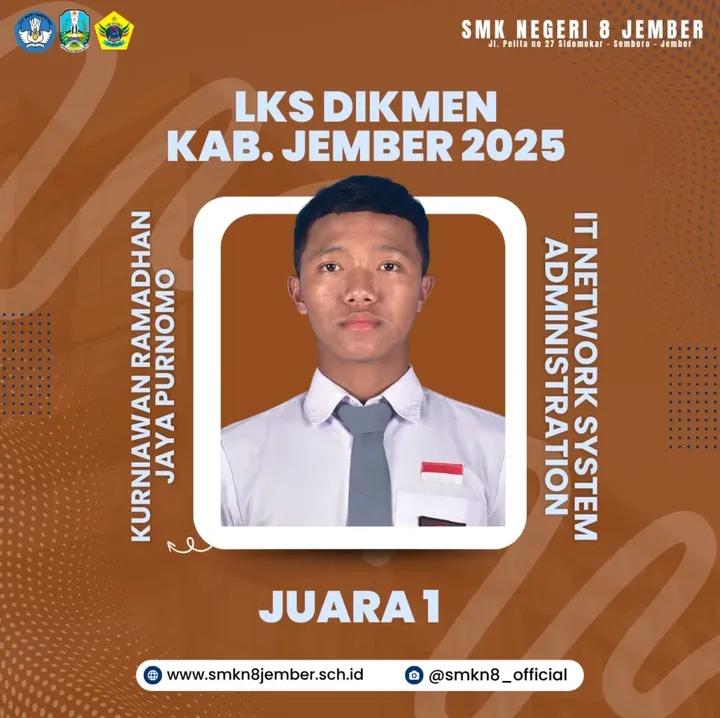 SMK NEGERI 8 JEMBER
Jl. Pelita no 27 Sidomekar - Semboro - Jember
LKS DIKMEN
KAB. JEMBER 2025
KURNIAWAN RAMADHAN
JAYA PURNOMO
IT NETWORK SYSTEM
ADMINISTRATION
JUARA 1
www.smkn8jember.sch.id
@smkn8_official